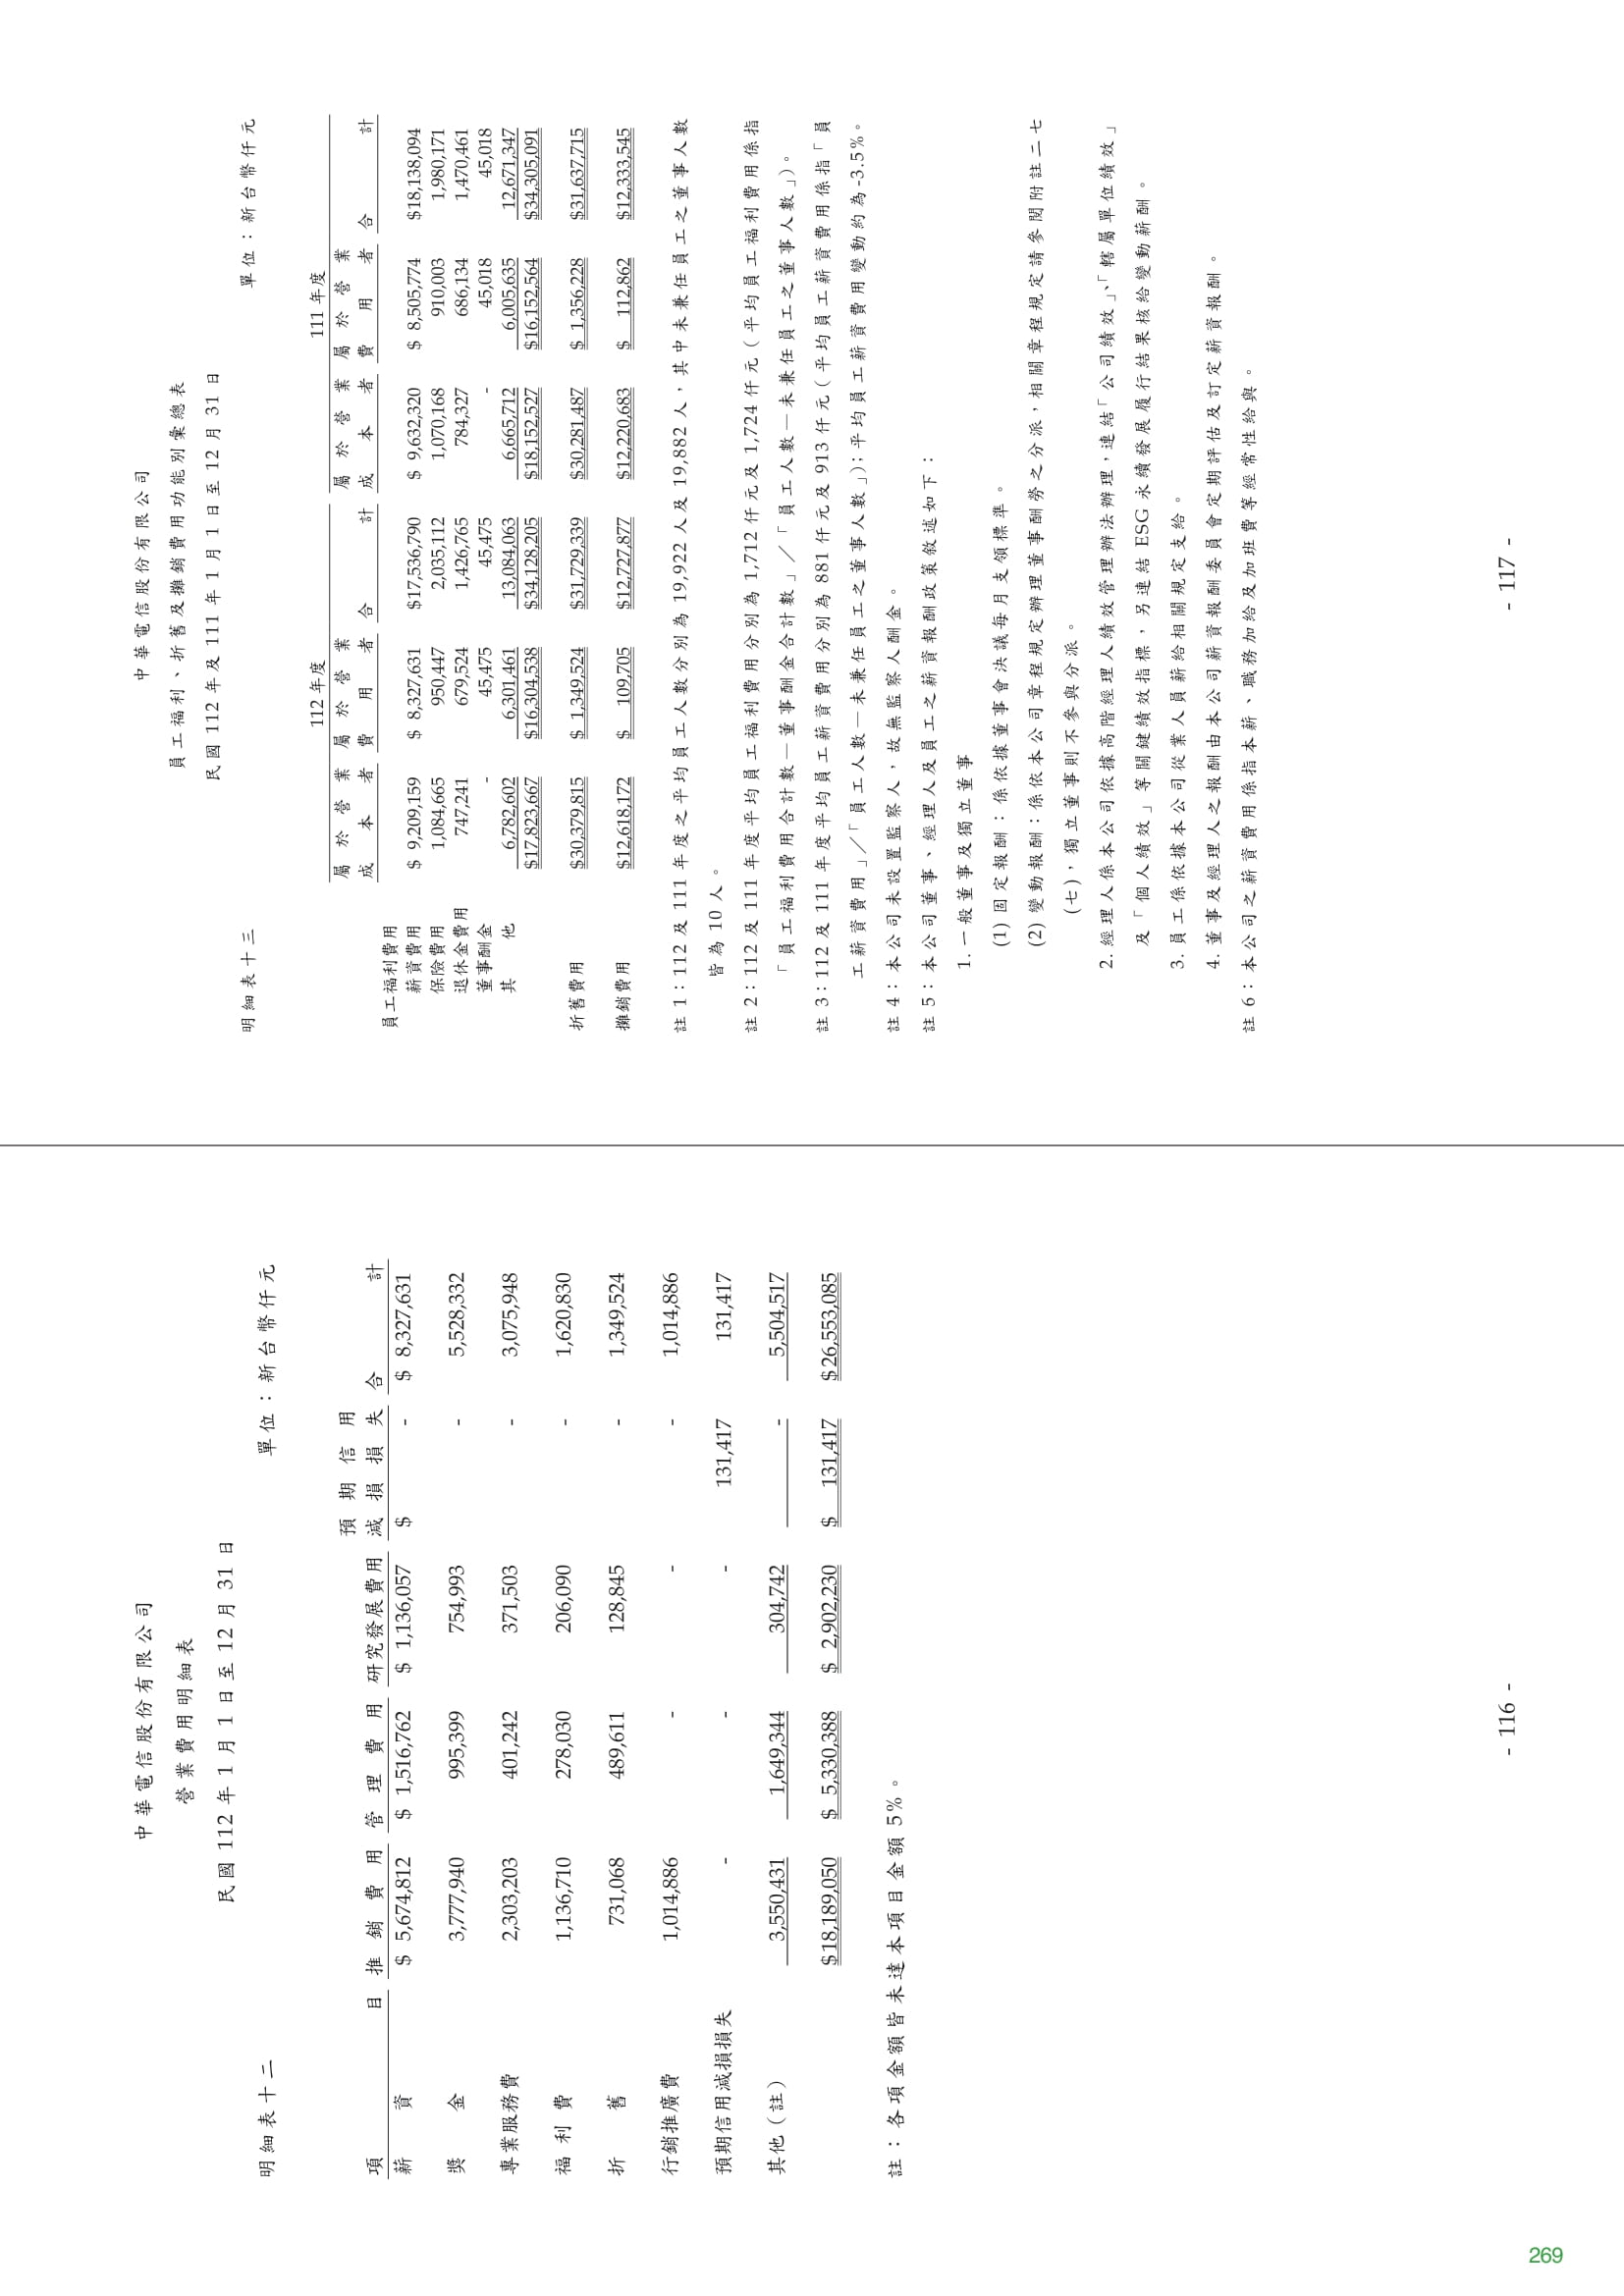 中華電信股份有限公司
營業費用明細表
民國 112 年 1 月 1 日至 12 月 31 日
明細表十二 單位：新台幣仟元
預期信用
項目 推銷費用 管理費用 研究發展費用 減損損失 合計
薪資 $ 5,674,812 $ 1,516,762 $ 1,136,057 $ - $ 8,327,631
獎金 3,777,940 995,399 754,993 - 5,528,332
專業服務費 2,303,203 401,242 371,503 - 3,075,948
福利費 1,136,710 278,030 206,090 - 1,620,830
折舊 731,068 489,611 128,845 - 1,349,524
行銷推廣費 1,014,886 - - - 1,014,886
預期信用減損損失 - - - 131,417 131,417
其他（註） 3,550,431 1,649,344 304,742 - 5,504,517
$18,189,050 $ 5,330,388 $ 2,902,230 $ 131,417 $26,553,085
註：各項金額皆未達本項目金額 5%。
- 116 -
中華電信股份有限公司
員工福利、折舊及攤銷費用功能別彙總表
民國 112 年及 111 年 1 月 1 日至 12 月 31 日
明細表十三 單位：新台幣仟元
112 年度 111 年度
屬於營業 屬於營業 屬於營業 屬於營業
成本者 費用者 合計 成本者 費用者 合計
員工福利費用
薪資費用 $ 9,209,159 $ 8,327,631 $17,536,790 $ 9,632,320 $ 8,505,774 $18,138,094
保險費用 1,084,665 950,447 2,035,112 1,070,168 910,003 1,980,171
退休金費用 747,241 679,524 1,426,765 784,327 686,134 1,470,461
董事酬金 - 45,475 45,475 - 45,018 45,018
其他 6,782,602 6,301,461 13,084,063 6,665,712 6,005,635 12,671,347
$17,823,667 $16,304,538 $34,128,205 $18,152,527 $16,152,564 $34,305,091
折舊費用 $30,379,815 $ 1,349,524 $31,729,339 $30,281,487 $ 1,356,228 $31,637,715
攤銷費用 $12,618,172 $ 109,705 $12,727,877 $12,220,683 $ 112,862 $12,333,545
註 1：112 及 111 年度之平均員工人數分別為 19,922 人及 19,882 人，其中未兼任員工之董事人數
皆為 10 人。
註 2：112 及 111 年度平均員工福利費用分別為 1,712 仟元及 1,724 仟元（平均員工福利費用係指
「員工福利費用合計數－董事酬金合計數」／「員工人數－未兼任員工之董事人數」）。
註 3：112 及 111 年度平均員工薪資費用分別為 881 仟元及 913 仟元（平均員工薪資費用係指「員
工薪資費用」／「員工人數－未兼任員工之董事人數」）；平均員工薪資費用變動約為-3.5%。
註 4：本公司未設置監察人，故無監察人酬金。
註 5：本公司董事、經理人及員工之薪資報酬政策敘述如下：
1. 一般董事及獨立董事
(1) 固定報酬：係依據董事會決議每月支領標準。
(2) 變動報酬：係依本公司章程規定辦理董事酬勞之分派，相關章程規定請參閱附註二七
（七），獨立董事則不參與分派。
2. 經理人係本公司依據高階經理人績效管理辦法辦理，連結「公司績效」、「轄屬單位績效」
及「個人績效」等關鍵績效指標，另連結 ESG 永續發展履行結果核給變動薪酬。
3. 員工係依據本公司從業人員薪給相關規定支給。
4. 董事及經理人之報酬由本公司薪資報酬委員會定期評估及訂定薪資報酬。
註 6：本公司之薪資費用係指本薪、職務加給及加班費等經常性給與。
- 117 -
269